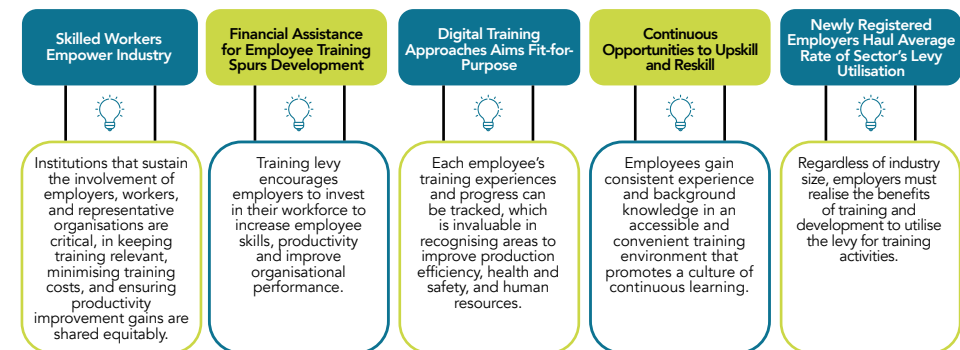 Skilled Workers
Empower Industry
Institutions that sustain
the involvement of
employers, workers,
and representative
organisations are
critical, in keeping
training relevant,
minimising training
costs, and ensuring
productivity
improvement gains are
shared equitably.
Financial Assistance
for Employee Training
Spurs Development
Training levy
encourages
employers to invest
in their workforce to
increase employee
skills, productivity
and improve
organisational
performance.
Digital Training
Approaches Aims Fit-for-
Purpose
Each employee's
training experiences
and progress can
be tracked, which
is invaluable in
recognising areas to
improve production
efficiency, health and
safety, and human
resources.
Continuous
Opportunities to Upskill
and Reskill
Employees gain
consistent experience
and background
knowledge in an
accessible and
convenient training
environment that
promotes a culture of
continuous learning.
Newly Registered
Employers Haul Average
Rate of Sector's Levy
Utilisation
Regardless of industry
size, employers must
realise the benefits
of training and
development to utilise
the levy for training
activities.